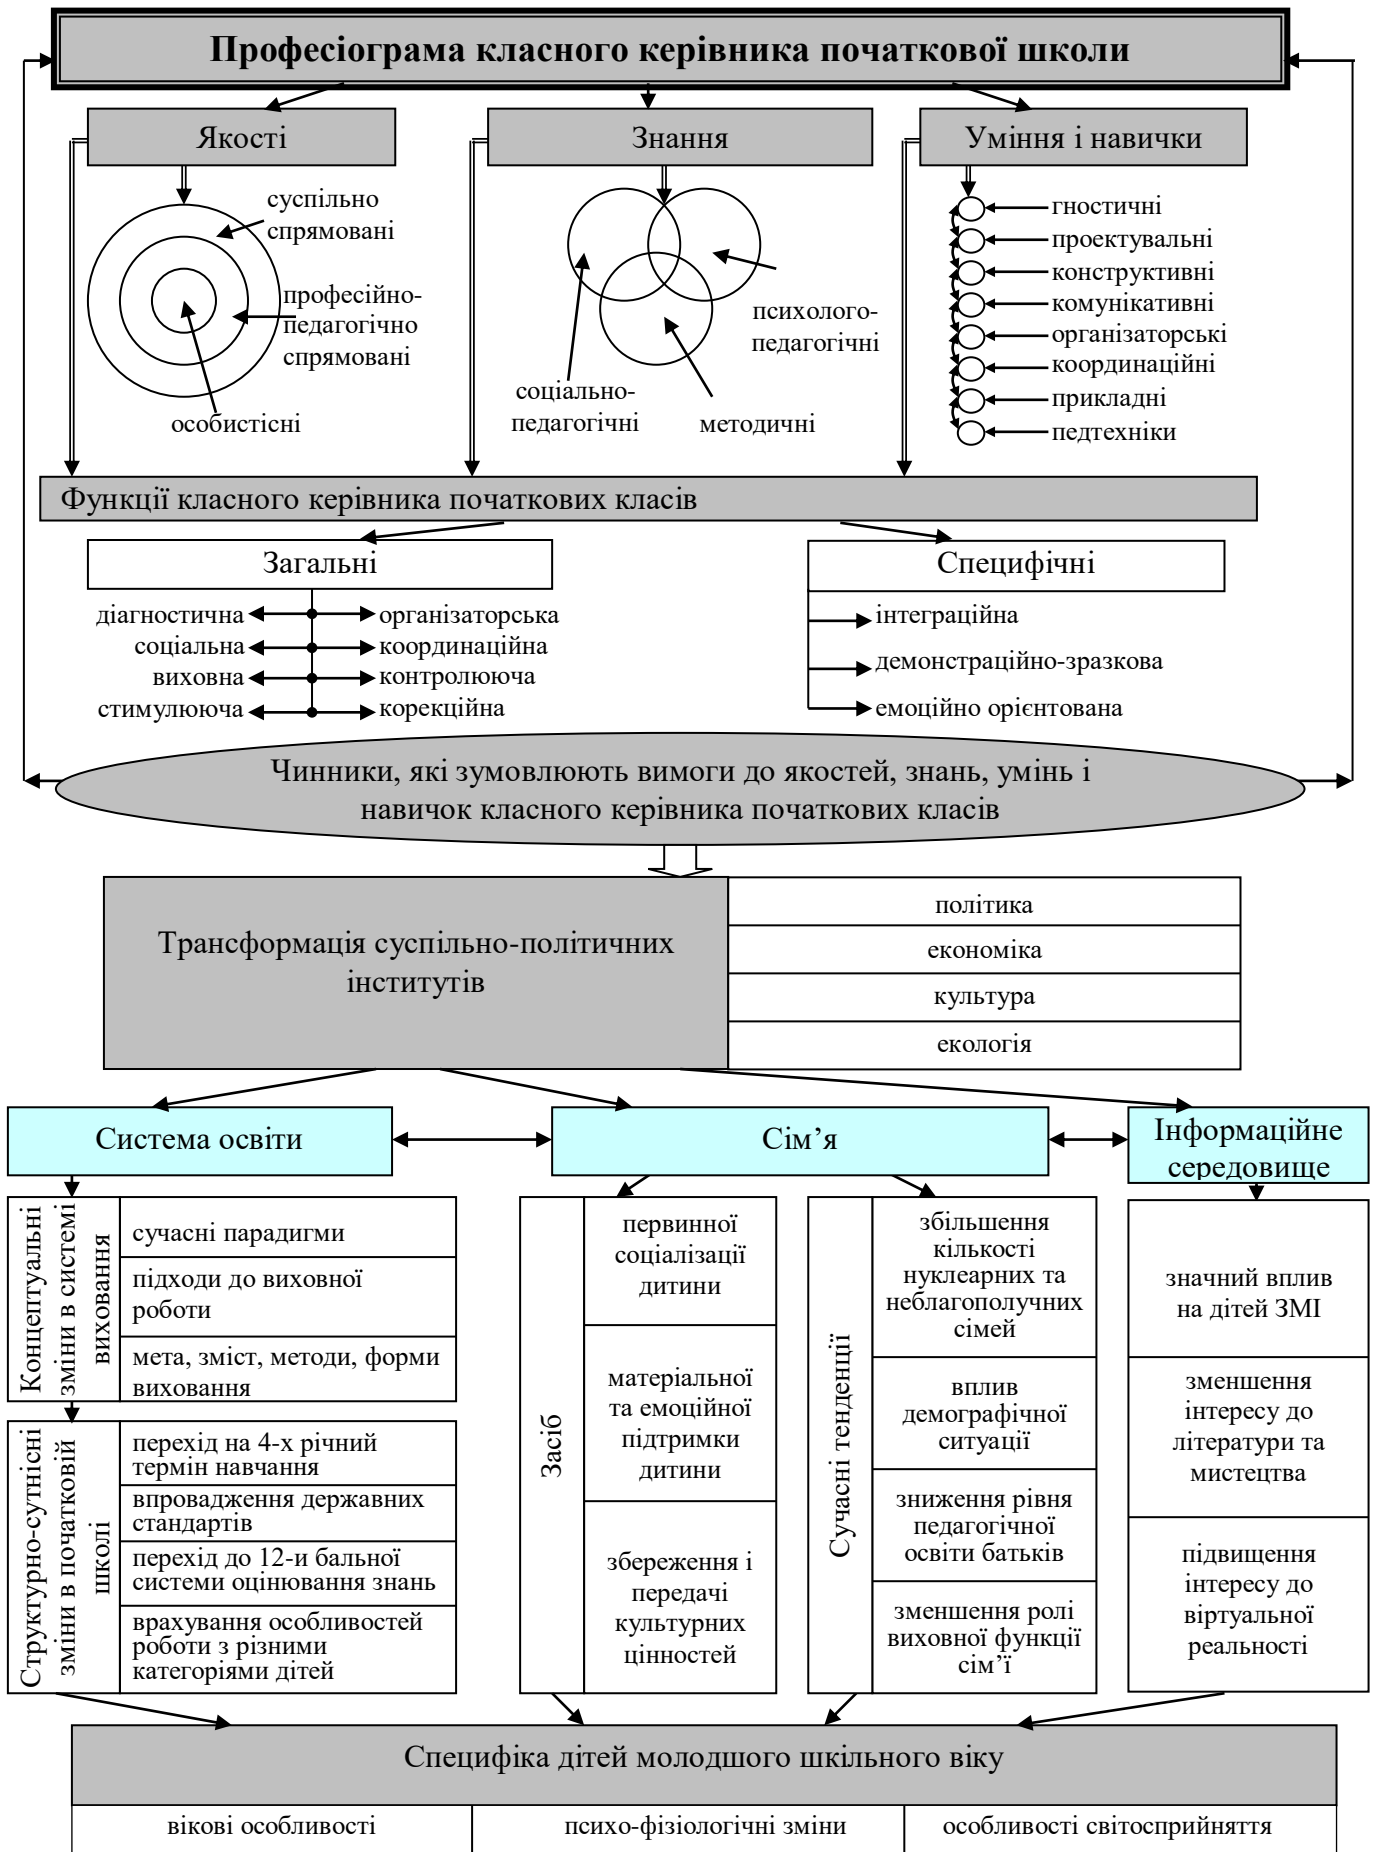 Професіограма класного керівника початкової школи
Якості
Знання
Уміння і навички
суспільно
спрямовані
професійно-
педагогічно
спрямовані
особистісні
психолого-
педагогічні
соціально-
педагогічні
методичні
гностичні
проектувальні
конструктивні
комунікативні
організаторські
координаційні
прикладні
педтехніки
Функції класного керівника початкових класів
Загальні
діагностична
організаторська
соціальна
координаційна
виховна
контролююча
стимулююча
корекційна
Специфічні
інтеграційна
демонстраційно-зразкова
емоційно орієнтована
Чинники, які зумовлюють вимоги до якостей, знань, умінь і
навичок класного керівника початкових класів
Трансформація суспільно-політичних
інститутів
політика
економіка
культура
екологія
Система освіти
Сім’я
Інформаційне
середовище
Концептуальні
зміни в системі
виховання
сучасні парадигми
підходи до виховної
роботи
мета, зміст, методи, форми
виховання
Структурно-сутнісні
зміни в початковій
школі
перехід на 4-х річний
термін навчання
впровадження державних
стандартів
перехід до 12-и бальної
системи оцінювання знань
врахування особливостей
роботи з різними
категоріями дітей
Засіб
первинної
соціалізації
дитини
матеріальної
та емоційної
підтримки
дитини
збереження і
передачі
культурних
цінностей
Сучасні тенденції
збільшення
кількості
нуклеарних та
неблагополучних
сімей
вплив
демографічної
ситуації
зниження рівня
педагогічної
освіти батьків
зменшення ролі
виховної функції
сім’ї
значний вплив
на дітей ЗМІ
зменшення
інтересу до
літератури та
мистецтва
підвищення
інтересу до
віртуальної
реальності
Специфіка дітей молодшого шкільного віку
вікові особливості
психо-фізіологічні зміни
особливості світосприйняття